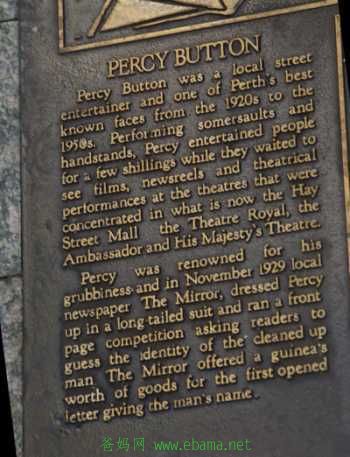 PERCY BUTTON
Percy Button was a local street
entertainer and one of Perth's best
known faces from the 1920s to the
1950s. Performing somersaults and
handstands, Percy entertained people
for a few shillings while they waited to
see films, newsreels and theatrical
performances at the theatres that were
concentrated in what is now the Hay
Street Mall the Theatre Royal, the
Ambassador and His Majesty's Theatre.
Percy was renowned for his
grubbiness and in November 1929 local
newspaper The Mirror, dressed Percy
up in a long-tailed suit and ran a front
page competition asking readers to
guess the identity of the cleaned up
man The Mirror offered a guinea's
worth of goods for the first opened
letter giving the man's name.
爸妈网 www.ebama.net